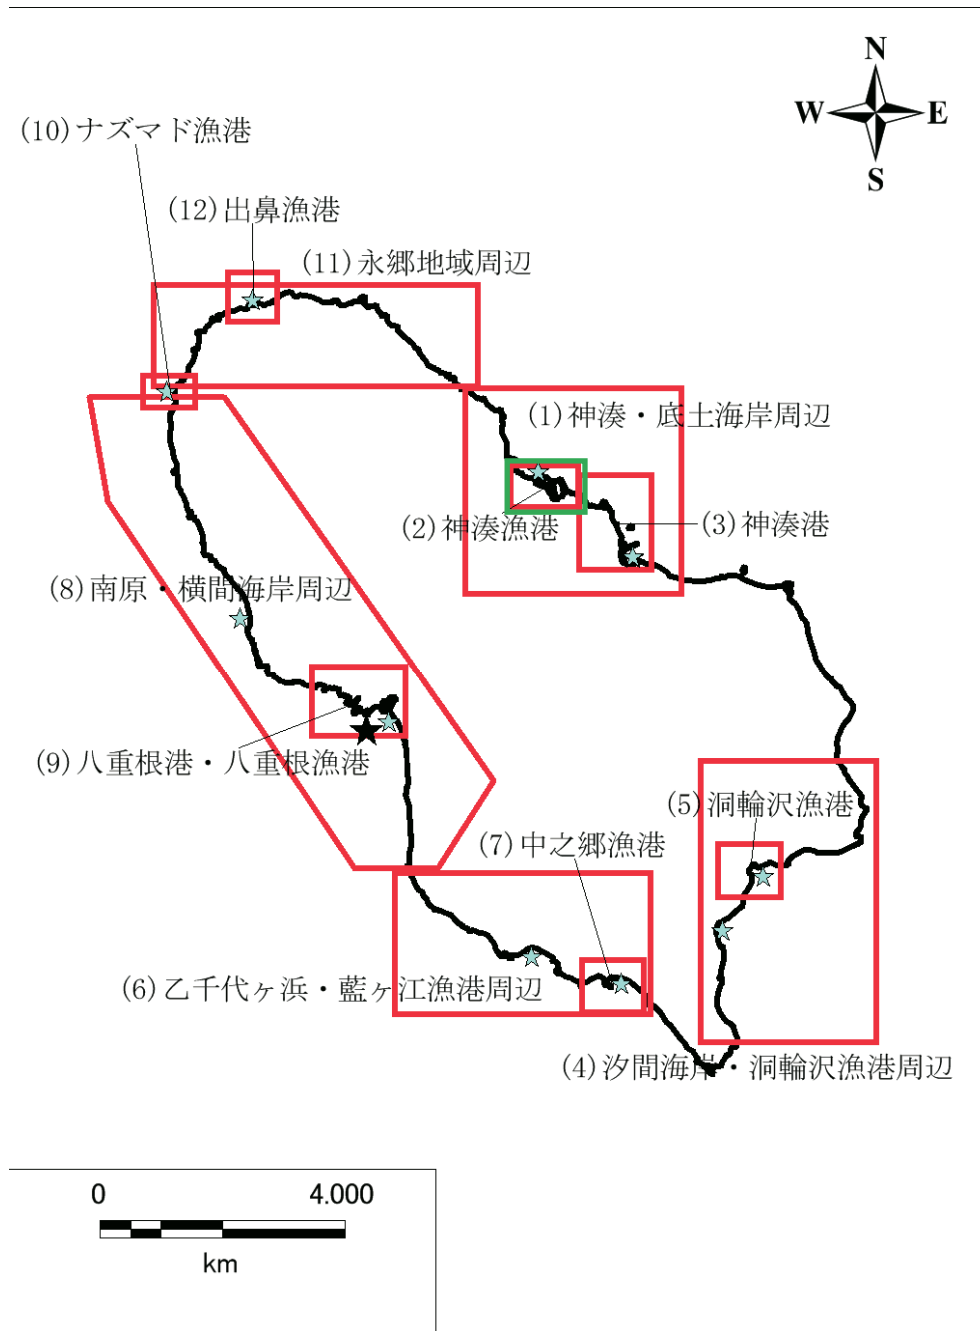 N
W E
S
(10)ナズマド漁港
(12)出鼻漁港
(11)永郷地域周辺
(1)神湊・底土海岸周辺
(2)神湊漁港
(3)神湊港
(8)南原・横間海岸周辺
(9)八重根港・八重根漁港
(5)洞輪沢漁港
(7)中之郷漁港
(6)乙千代ヶ浜・藍ヶ江漁港周辺
(4)汐間海岸・洞輪沢漁港周辺
0 4.000
km